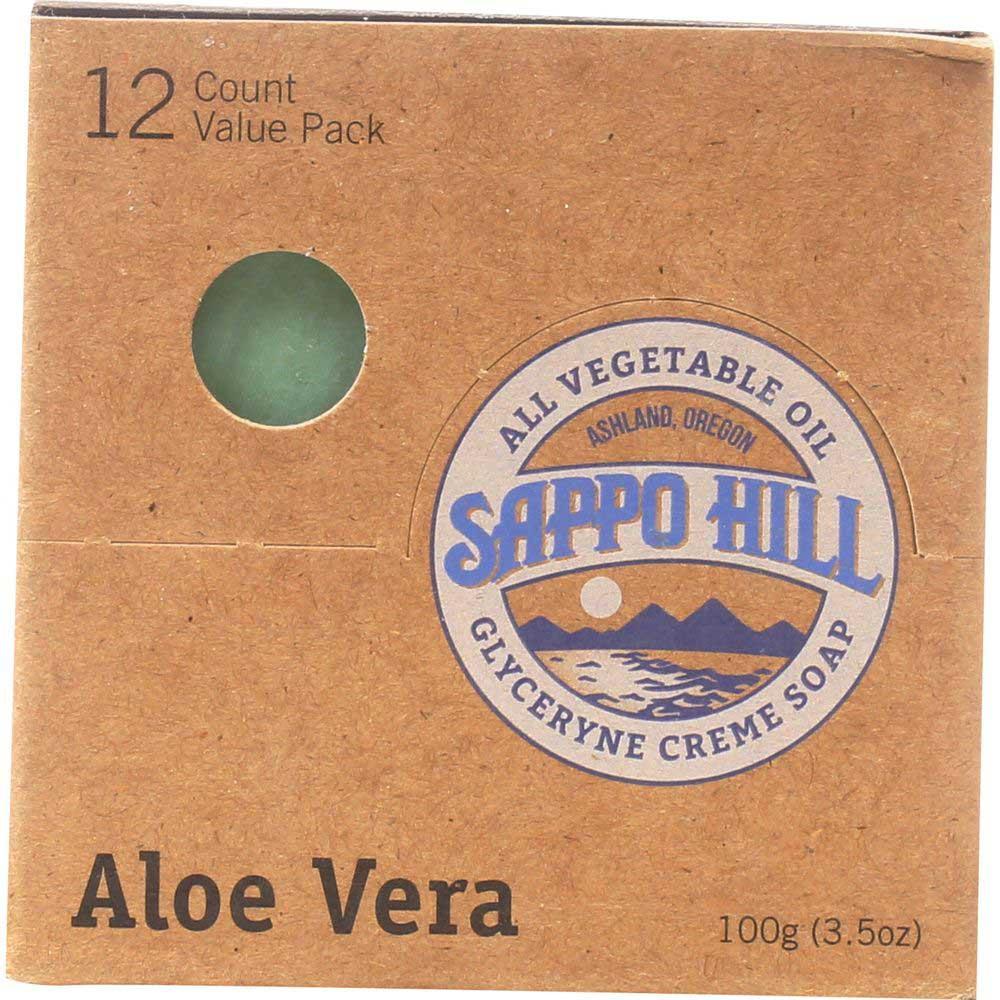 12 Count
Value Pack
ALL VEGETABLE OIL
ASHLAND, OREGON
SAPPO HILL
GLYCERYNE CREME SOAP
Aloe Vera
100g (3.5oz)